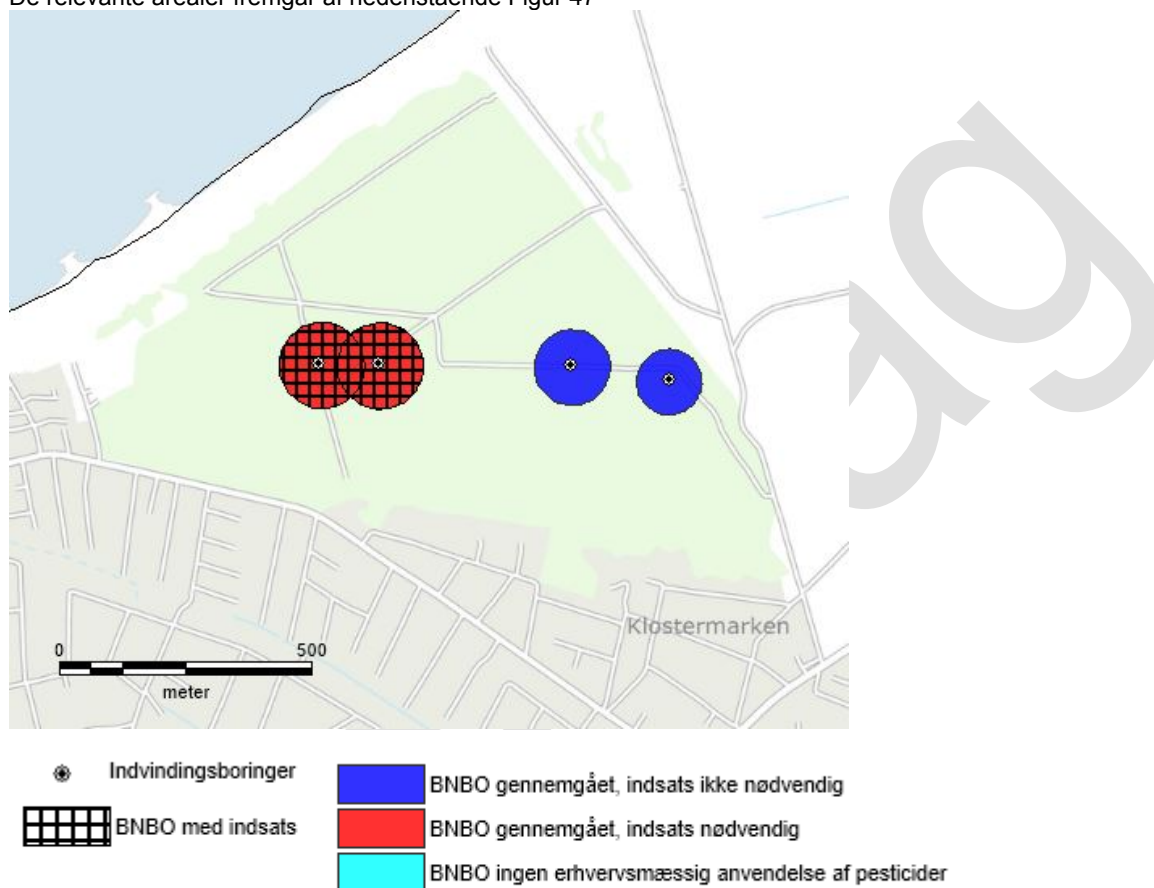 De relevante arealer fremgår af nedenstående Figur 47
Klostermarken
0 500
meter
Indvindingsboringer
BNBO med indsats
BNBO gennemgået, indsats ikke nødvendig
BNBO gennemgået, indsats nødvendig
BNBO ingen erhvervsmæssig anvendelse af pesticider
ag